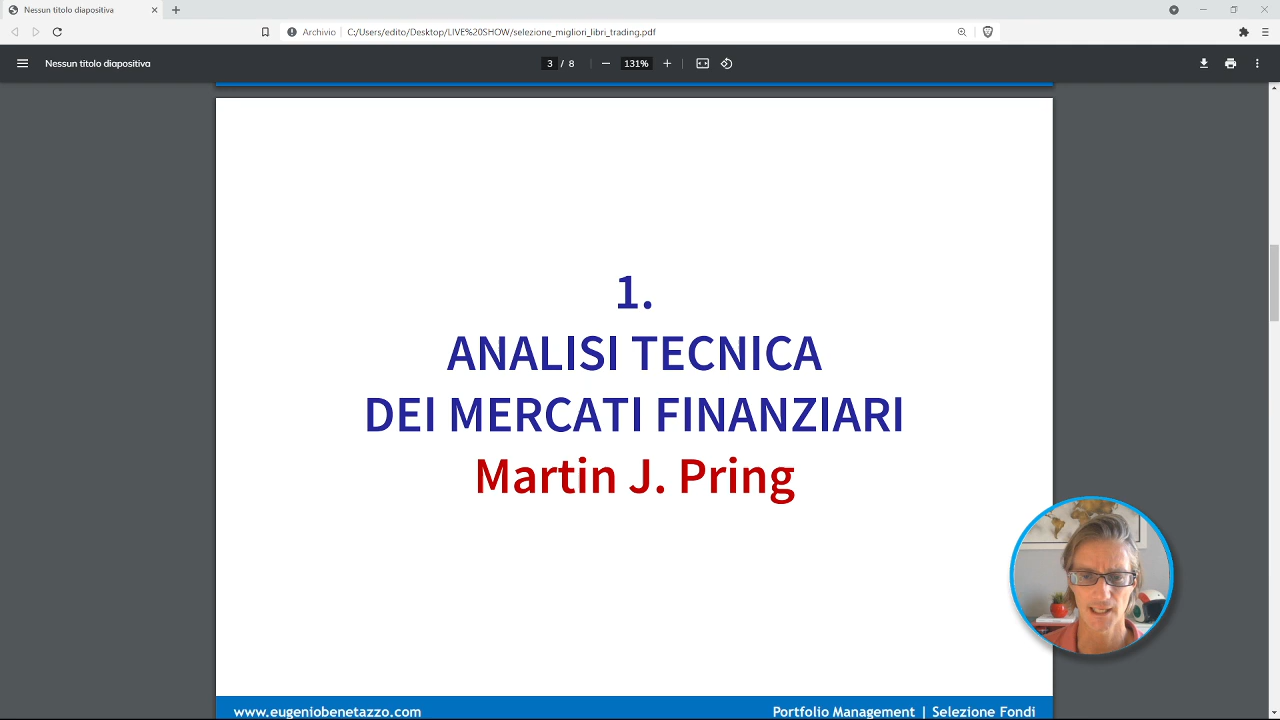 Nessun titolo diapositiva
Archivio C:/Users/edito/Desktop/LIVE%20SHOW/selezione_migliori_libri_trading.pdf
Nessun titolo diapositiva
3 / 8
131%
1.
ANALISI TECNICA
DEI MERCATI FINANZIARI
Martin J. Pring
www.eugeniobenetazzo.com
Portfolio Management | Selezione Fondi